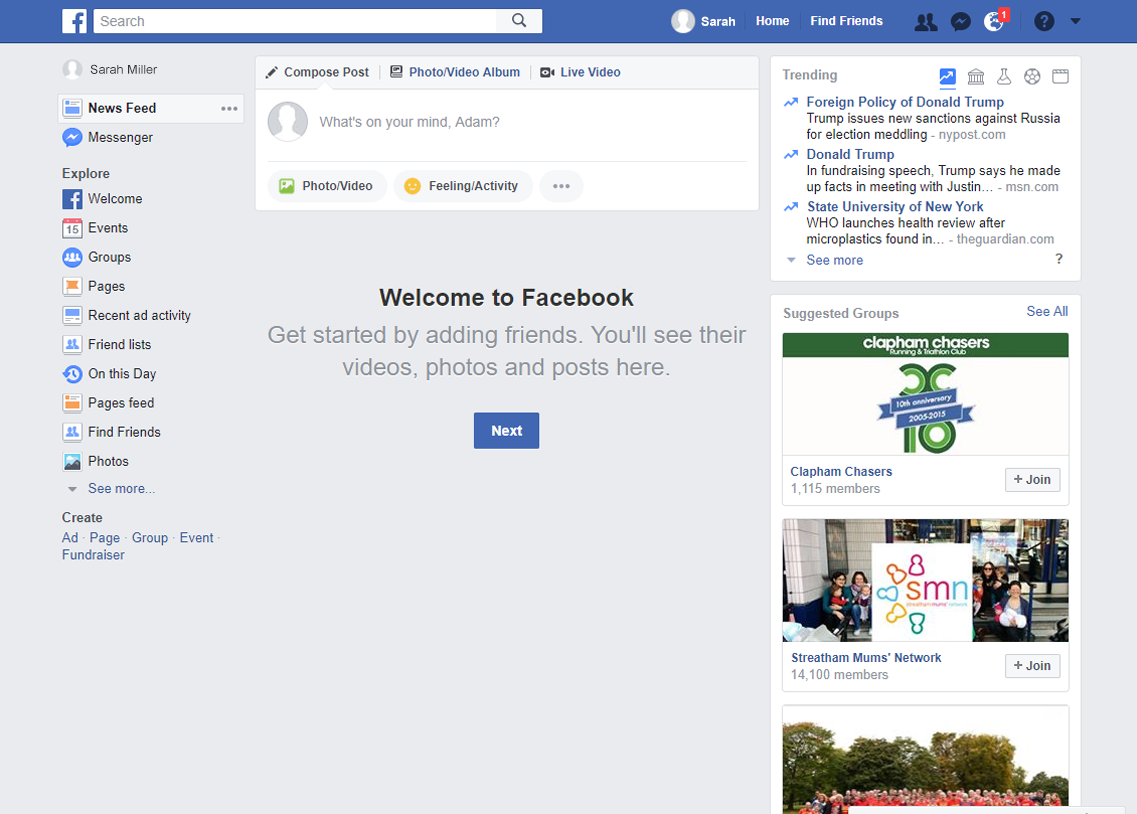 Search
Sarah
Home
Find Friends
1
?
Sarah Miller
News Feed
Messenger
Explore
Welcome
15
Events
Groups
Pages
Recent ad activity
Friend lists
On this Day
Pages feed
Find Friends
Photos
See more...
Create
Ad · Page · Group · Event ·
Fundraiser
Compose Post
Photo/Video Album
Live Video
What's on your mind, Adam?
Photo/Video
Feeling/Activity
Welcome to Facebook
Get started by adding friends. You'll see their
videos, photos and posts here.
Next
Trending
Foreign Policy of Donald Trump
Trump issues new sanctions against Russia
for election meddling - nypost.com
Donald Trump
In fundraising speech, Trump says he made
up facts in meeting with Justin… - msn.com
State University of New York
WHO launches health review after
microplastics found in… - theguardian.com
See more
?
Suggested Groups
See All
clapham chasers
Running & Triathlon Club
10th anniversary
2005-2015
10
Clapham Chasers
1,115 members
+ Join
smn
streatham mums' network
Streatham Mums' Network
14,100 members
+ Join